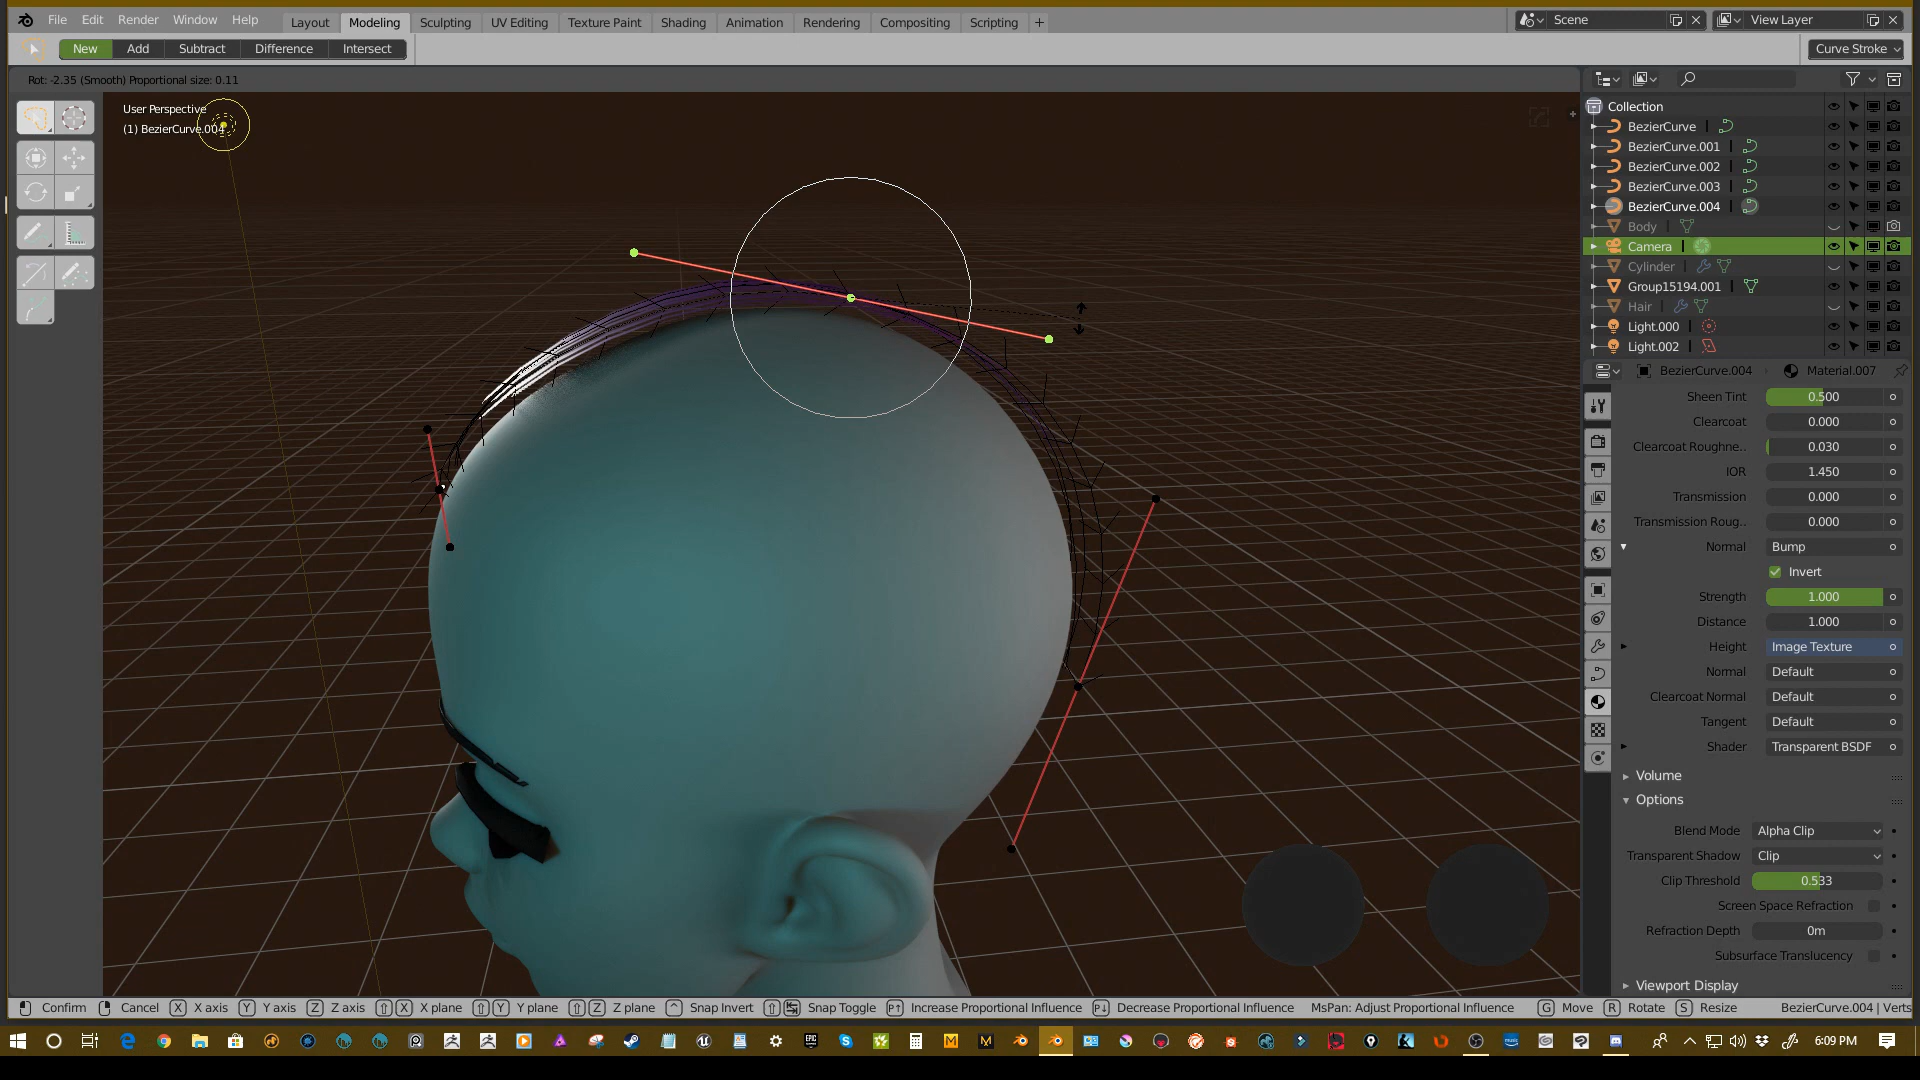 File Edit Render Window Help Layout Modeling Sculpting UV Editing Texture Paint Shading Animation Rendering Compositing Scripting + Scene View Layer
New Add Subtract Difference Intersect Curve Stroke
Rot: -2.35 (Smooth) Proportional size: 0.11
User Perspective
(1) BezierCurve.004
Collection
BezierCurve
BezierCurve.001
BezierCurve.002
BezierCurve.003
BezierCurve.004
Body
Camera
Cylinder
Group15194.001
Hair
Light.000
Light.002
BezierCurve.004 Material.007
Sheen Tint 0.500
Clearcoat 0.000
Clearcoat Roughne.. 0.030
IOR 1.450
Transmission 0.000
Transmission Roug.. 0.000
Normal Bump
Invert
Strength 1.000
Distance 1.000
Height Image Texture
Normal Default
Clearcoat Normal Default
Tangent Default
Shader Transparent BSDF
Volume
Options
Blend Mode Alpha Clip
Transparent Shadow Clip
Clip Threshold 0.533
Screen Space Refraction
Refraction Depth 0m
Subsurface Translucency
Viewport Display
Confirm Cancel X X axis Y Y axis Z Z axis X X plane Y Y plane Z Z plane Snap Invert Snap Toggle P↑ Increase Proportional Influence P↓ Decrease Proportional Influence MsPan: Adjust Proportional Influence G Move R Rotate S Resize BezierCurve.004 | Verts
6:09 PM